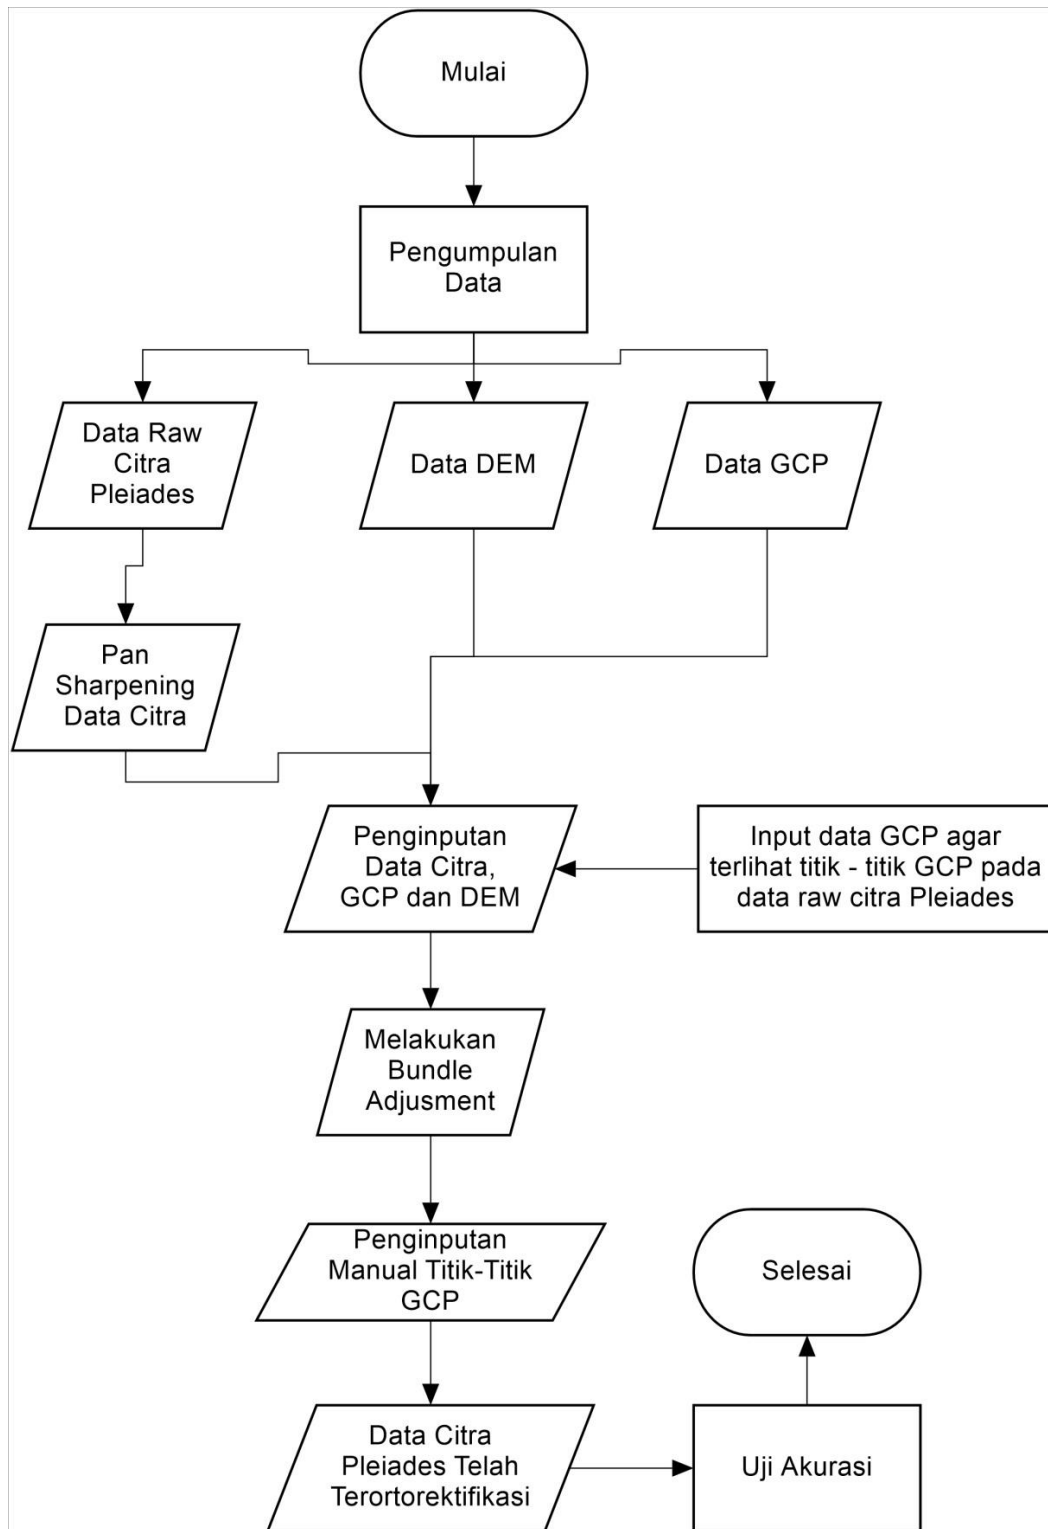 Mulai
Pengumpulan
Data
Data Raw
Citra
Pleiades
Data DEM
Data GCP
Pan
Sharpening
Data Citra
Penginputan
Data Citra,
GCP dan DEM
Input data GCP agar
terlihat titik - titik GCP pada
data raw citra Pleiades
Melakukan
Bundle
Adjusment
Penginputan
Manual Titik-Titik
GCP
Selesai
Data Citra
Pleiades Telah
Terortorektifikasi
Uji Akurasi